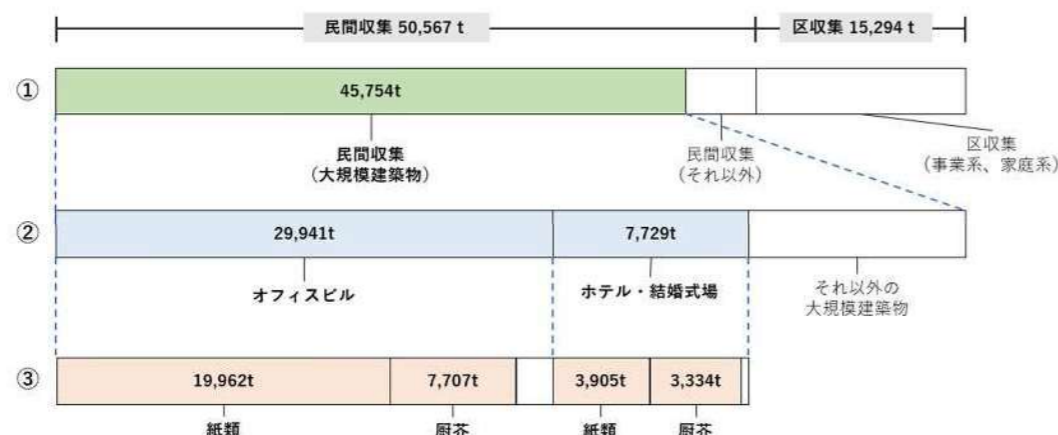 民間収集 50,567 t
区収集 15,294 t
①
45,754t
民間収集
（大規模建築物）
民間収集
（それ以外）
区収集
（事業系、家庭系）
②
29,941t
7,729t
オフィスビル
ホテル・結婚式場
それ以外の
大規模建築物
③
19,962t
7,707t
3,905t
3,334t
紙類
厨芥
紙類
厨芥